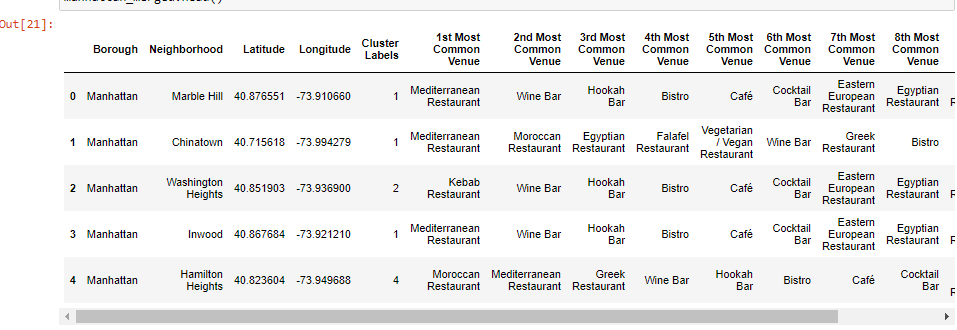 Out[21]:
Borough Neighborhood Latitude Longitude Cluster Labels 1st Most Common Venue 2nd Most Common Venue 3rd Most Common Venue 4th Most Common Venue 5th Most Common Venue 6th Most Common Venue 7th Most Common Venue 8th Most Common Venue
0 Manhattan Marble Hill 40.876551 -73.910660 1 Mediterranean Restaurant Wine Bar Hookah Bar Bistro Café Cocktail Bar Eastern European Restaurant Egyptian Restaurant
1 Manhattan Chinatown 40.715618 -73.994279 1 Mediterranean Restaurant Moroccan Restaurant Egyptian Restaurant Falafel Restaurant Vegetarian / Vegan Restaurant Wine Bar Greek Restaurant Bistro
2 Manhattan Washington Heights 40.851903 -73.936900 2 Kebab Restaurant Wine Bar Hookah Bar Bistro Café Cocktail Bar Eastern European Restaurant Egyptian Restaurant
3 Manhattan Inwood 40.867684 -73.921210 1 Mediterranean Restaurant Wine Bar Hookah Bar Bistro Café Cocktail Bar Eastern European Restaurant Egyptian Restaurant
4 Manhattan Hamilton Heights 40.823604 -73.949688 4 Moroccan Restaurant Mediterranean Restaurant Greek Restaurant Wine Bar Hookah Bar Bistro Café Cocktail Bar